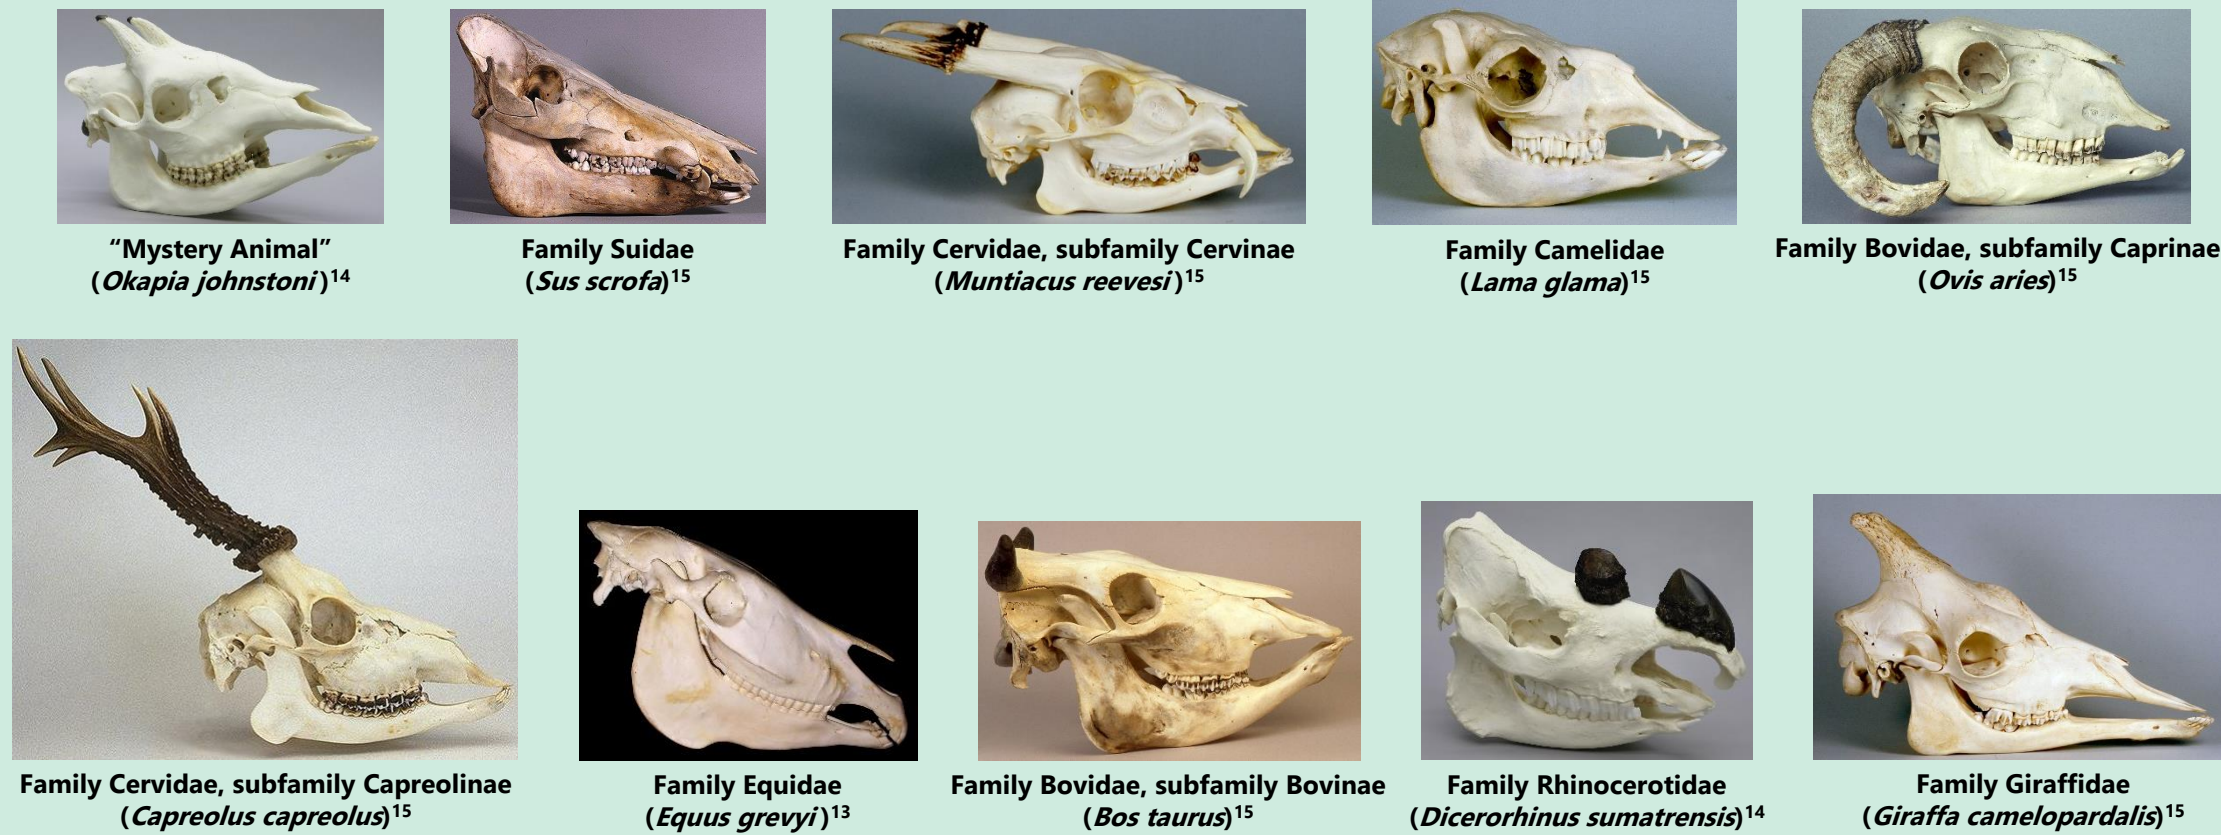 “Mystery Animal”
(Okapia johnstoni)14
Family Suidae
(Sus scrofa)15
Family Cervidae, subfamily Cervinae
(Muntiacus reevesi)15
Family Camelidae
(Lama glama)15
Family Bovidae, subfamily Caprinae
(Ovis aries)15
Family Cervidae, subfamily Capreolinae
(Capreolus capreolus)15
Family Equidae
(Equus grevyi)13
Family Bovidae, subfamily Bovinae
(Bos taurus)15
Family Rhinocerotidae
(Dicerorhinus sumatrensis)14
Family Giraffidae
(Giraffa camelopardalis)15